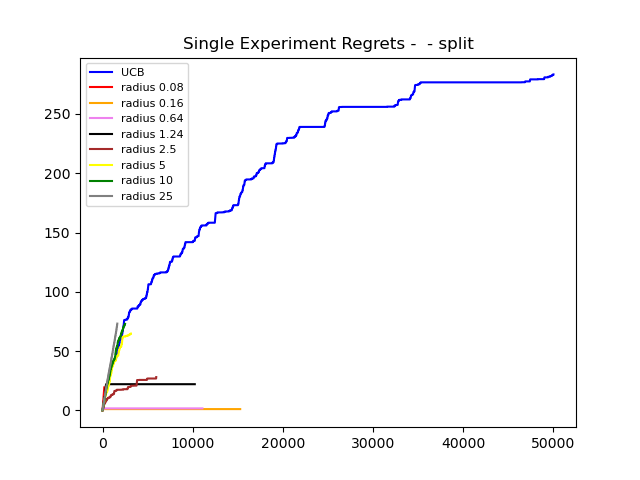 Single Experiment Regrets -  - split
UCB
radius 0.08
radius 0.16
radius 0.64
radius 1.24
radius 2.5
radius 5
radius 10
radius 25
250
200
150
100
50
0
0 10000 20000 30000 40000 50000